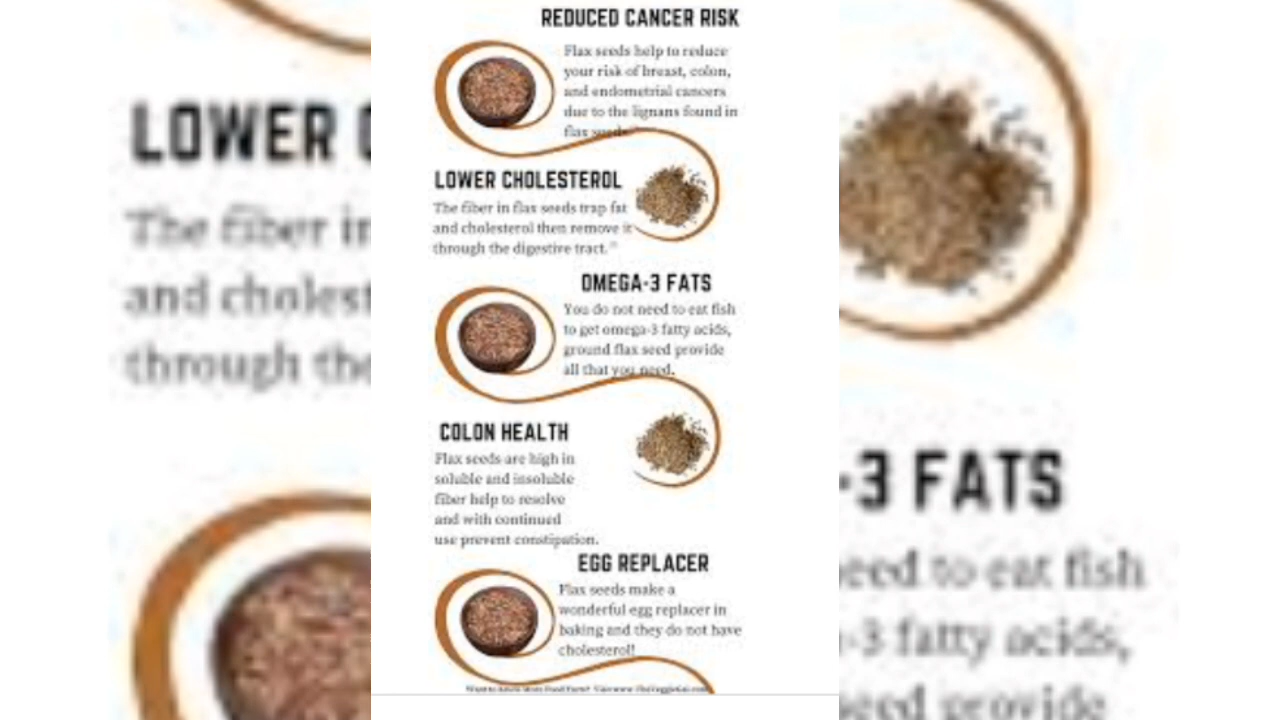 REDUCED CANCER RISK
Flax seeds help to reduce
your risk of breast, colon,
and endometrial cancers
due to the lignans found in
flax seeds.
LOWER CHOLESTEROL
The fiber in flax seeds trap fat
and cholesterol then remove it
through the digestive tract.
OMEGA-3 FATS
You do not need to eat fish
to get omega-3 fatty acids,
ground flax seed provide
all that you need.
COLON HEALTH
Flax seeds are high in
soluble and insoluble
fiber help to resolve
and with continued
use prevent constipation.
EGG REPLACER
Flax seeds make a
wonderful egg replacer in
baking and they do not have
cholesterol!
LOWER C
The fiber in
and cholest
through the
-3 FATS
eed to eat fish
-3 fatty acids,
seed provide